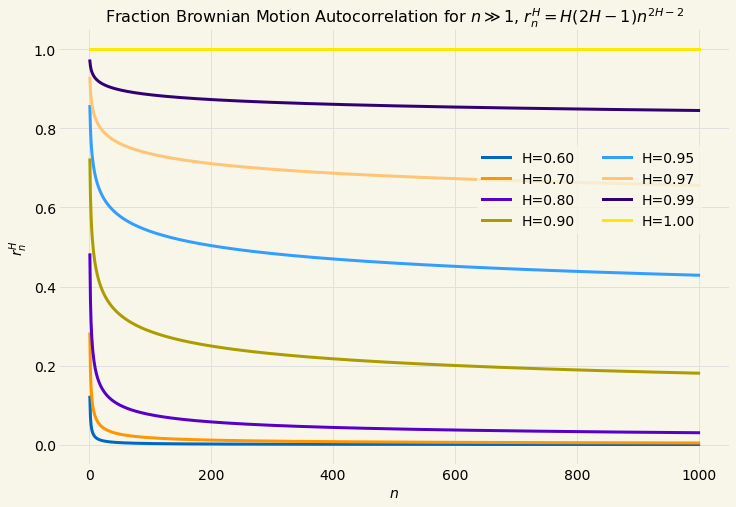 Fraction Brownian Motion Autocorrelation for $n \gg 1$, $r_n^H = H(2H-1)n^{2H-2}$
1.0
0.8
0.6
0.4
0.2
0.0
$r_n^H$
H=0.60 H=0.95
H=0.70 H=0.97
H=0.80 H=0.99
H=0.90 H=1.00
0 200 400 600 800 1000
n